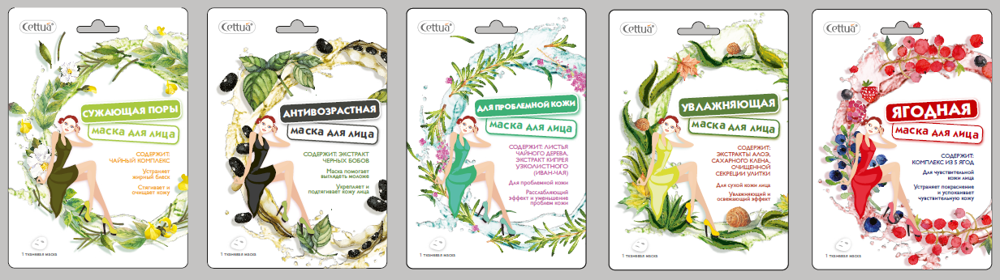 Cettua
СУЖАЮЩАЯ ПОРЫ
МАСКА ДЛЯ ЛИЦА
СОДЕРЖИТ:
ЧАЙНЫЙ КОМПЛЕКС
Устраняет
жирный блеск
Стягивает и
очищает кожу
1 тканевая маска
Cettua
АНТИВОЗРАСТНАЯ
МАСКА ДЛЯ ЛИЦА
СОДЕРЖИТ: ЭКСТРАКТ
ЧЕРНЫХ БОБОВ
Маска помогает
выглядеть моложе
Укрепляет и
подтягивает кожу лица
1 тканевая маска
Cettua
ДЛЯ ПРОБЛЕМНОЙ КОЖИ
МАСКА ДЛЯ ЛИЦА
СОДЕРЖИТ: ЛИСТЬЯ
ЧАЙНОГО ДЕРЕВА,
ЭКСТРАКТ КИПРЕЯ
УЗКОЛИСТНОГО
(ИВАН-ЧАЯ)
Для проблемной кожи
Расслабляющий
эффект и уменьшение
проблем кожи
1 тканевая маска
Cettua
УВЛАЖНЯЮЩАЯ
МАСКА ДЛЯ ЛИЦА
СОДЕРЖИТ:
ЭКСТРАКТЫ АЛОЭ,
САХАРНОГО КЛЕНА,
ОЧИЩЕННОЙ
СЕКРЕЦИИ УЛИТКИ
Для сухой кожи лица
Увлажняющий и
освежающий эффект
1 тканевая маска
Cettua
ЯГОДНАЯ
МАСКА ДЛЯ ЛИЦА
СОДЕРЖИТ:
КОМПЛЕКС ИЗ 5 ЯГОД
Для чувствительной
кожи лица
Устраняет покраснение
и успокаивает
чувствительную кожу
1 тканевая маска